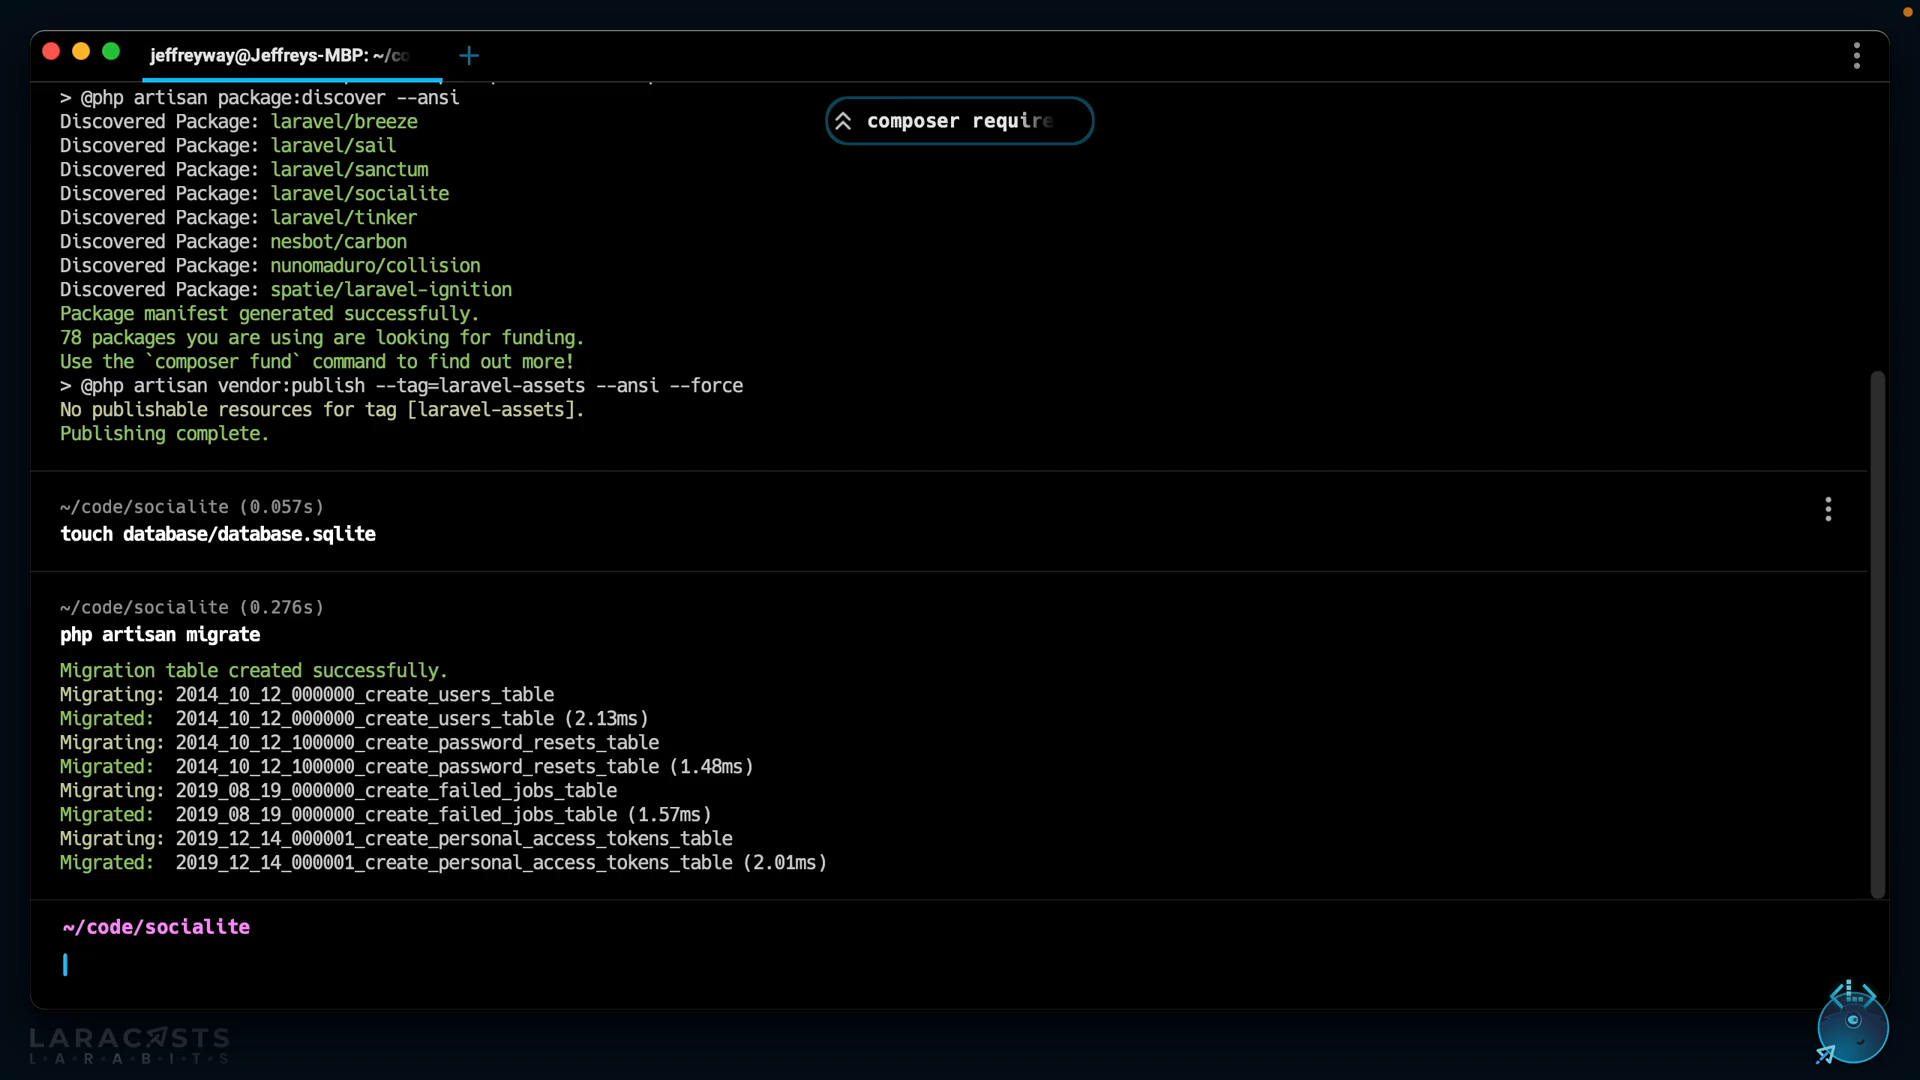 jeffreyway@Jeffreys-MBP: ~/co
> @php artisan package:discover --ansi
composer require
Discovered Package: laravel/breeze
Discovered Package: laravel/sail
Discovered Package: laravel/sanctum
Discovered Package: laravel/socialite
Discovered Package: laravel/tinker
Discovered Package: nesbot/carbon
Discovered Package: nunomaduro/collision
Discovered Package: spatie/laravel-ignition
Package manifest generated successfully.
78 packages you are using are looking for funding.
Use the `composer fund` command to find out more!
> @php artisan vendor:publish --tag=laravel-assets --ansi --force
No publishable resources for tag [laravel-assets].
Publishing complete.
~/code/socialite (0.057s)
touch database/database.sqlite
~/code/socialite (0.276s)
php artisan migrate
Migration table created successfully.
Migrating: 2014_10_12_000000_create_users_table
Migrated:  2014_10_12_000000_create_users_table (2.13ms)
Migrating: 2014_10_12_100000_create_password_resets_table
Migrated:  2014_10_12_100000_create_password_resets_table (1.48ms)
Migrating: 2019_08_19_000000_create_failed_jobs_table
Migrated:  2019_08_19_000000_create_failed_jobs_table (1.57ms)
Migrating: 2019_12_14_000001_create_personal_access_tokens_table
Migrated:  2019_12_14_000001_create_personal_access_tokens_table (2.01ms)
~/code/socialite
LARACASTS
L·A·R·A·B·I·T·S